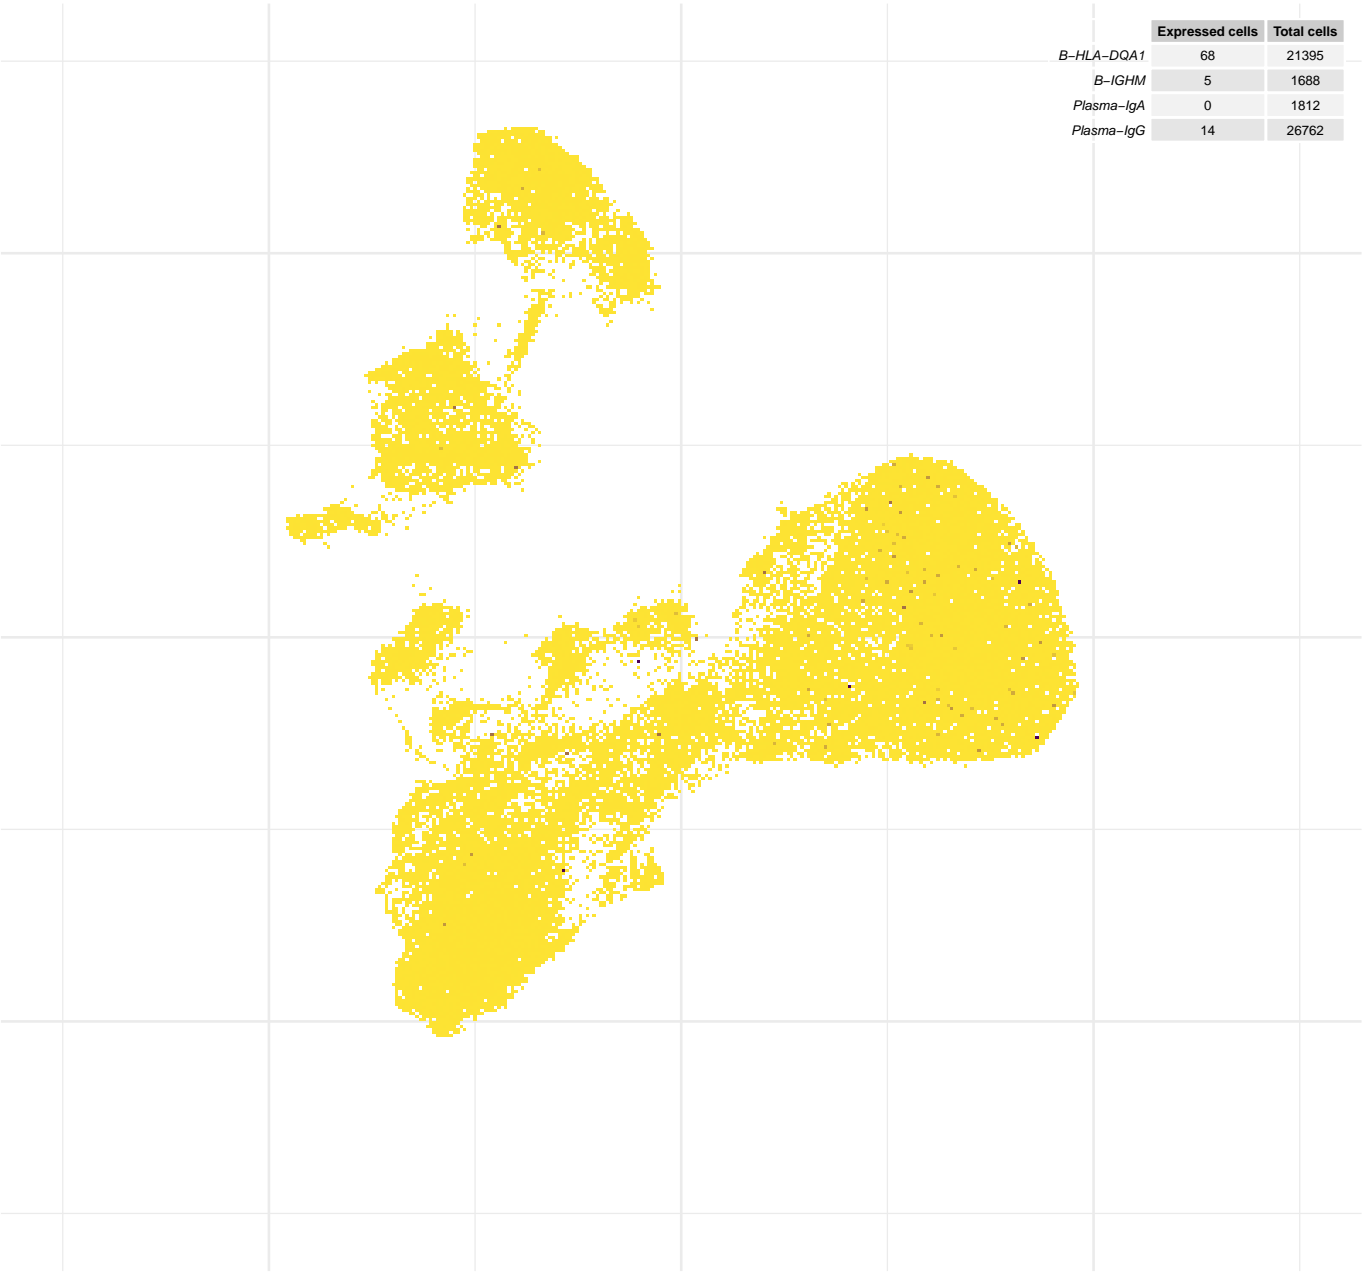 Expressed cells Total cells
B−HLA−DQA1 68 21395
B−IGHM 5 1688
Plasma−IgA 0 1812
Plasma−IgG 14 26762